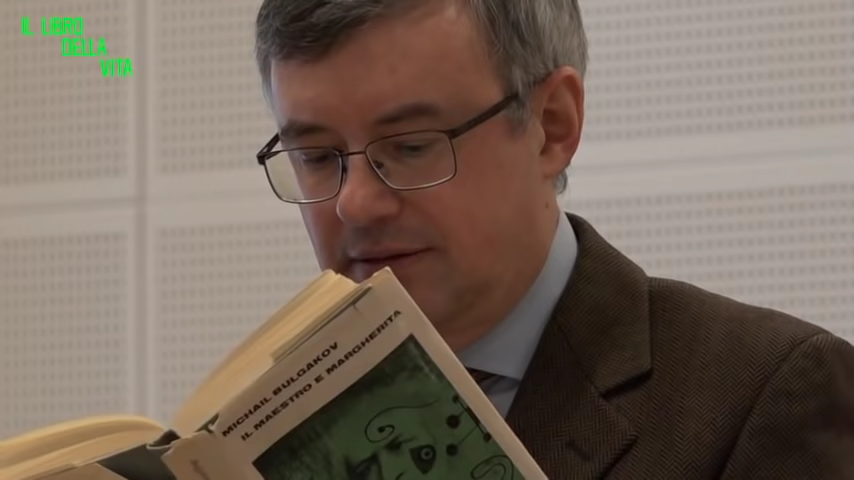 IL LIBRO
DELLA
VITA
MICHAIL BULGAKOV
IL MAESTRO E MARGHERITA